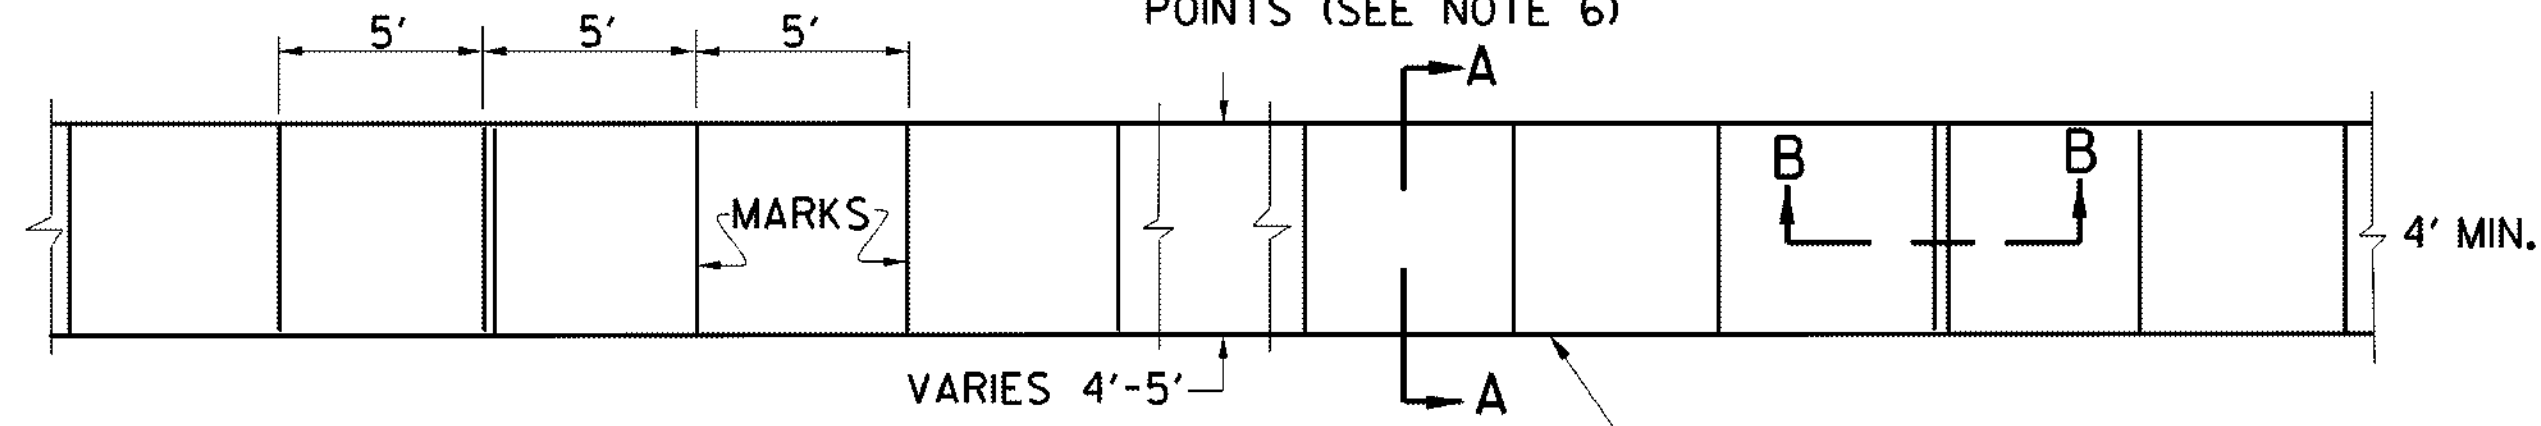 POINTS (SEE NOTE 6)
5' 5' 5'
A
B B
MARKS
4' MIN.
VARIES 4'-5'
A